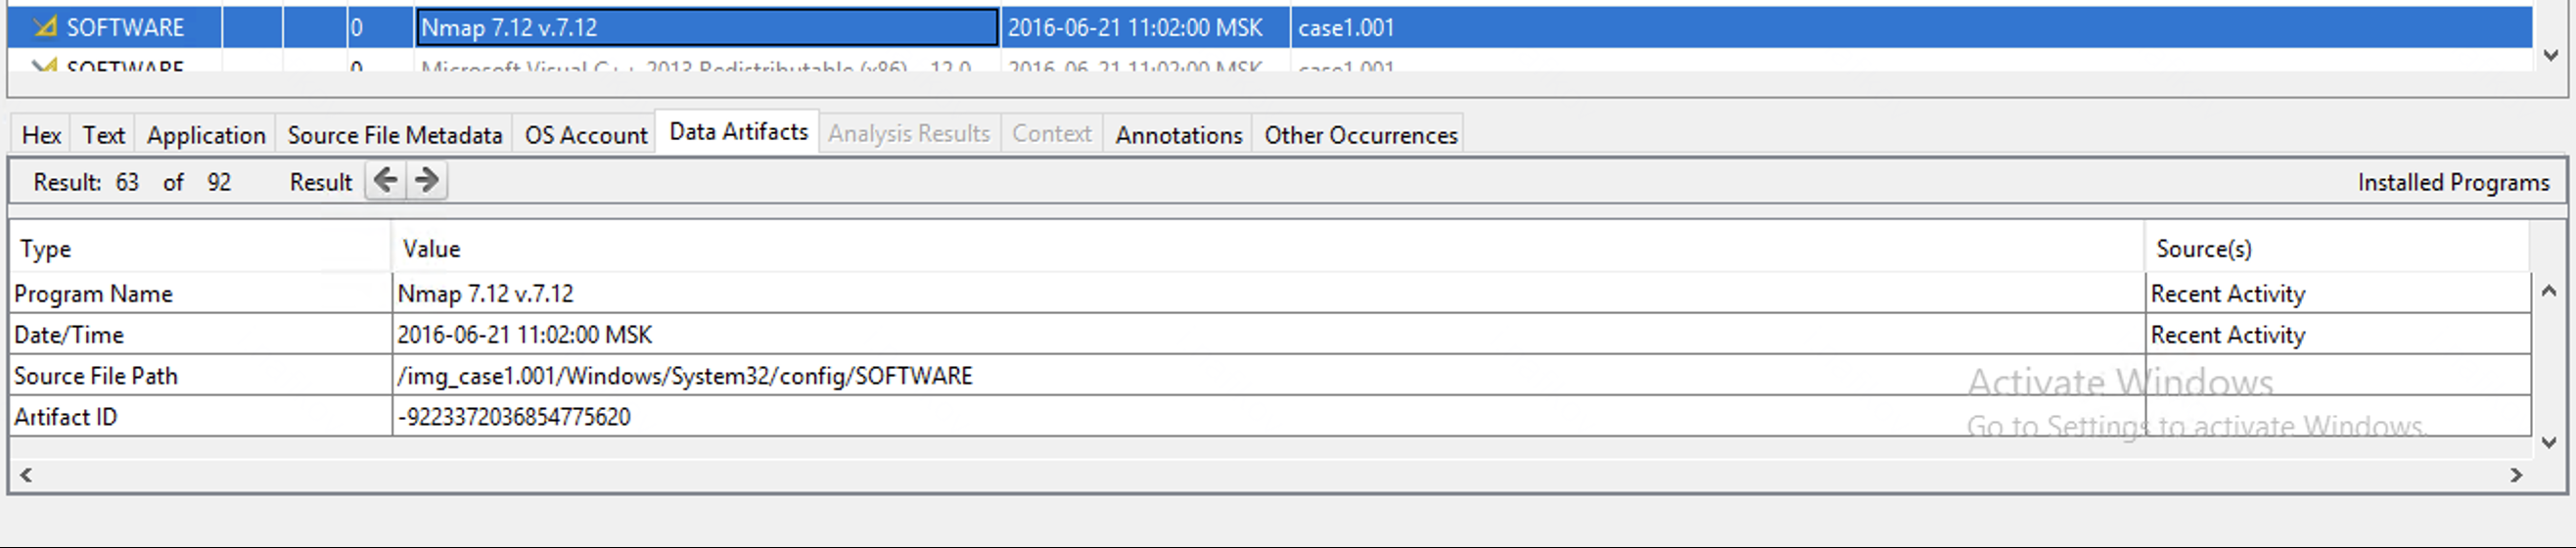 SOFTWARE 0 Nmap 7.12 v.7.12 2016-06-21 11:02:00 MSK case1.001
SOFTWARE 0 Microsoft Visual C++ 2013 Redistributable (x86) - 12.0 2016-06-21 11:02:00 MSK case1.001
Hex Text Application Source File Metadata OS Account Data Artifacts Analysis Results Context Annotations Other Occurrences
Result: 63 of 92 Result Installed Programs
Type Value Source(s)
Program Name Nmap 7.12 v.7.12 Recent Activity
Date/Time 2016-06-21 11:02:00 MSK Recent Activity
Source File Path /img_case1.001/Windows/System32/config/SOFTWARE
Artifact ID -9223372036854775620
Activate Windows
Go to Settings to activate Windows.